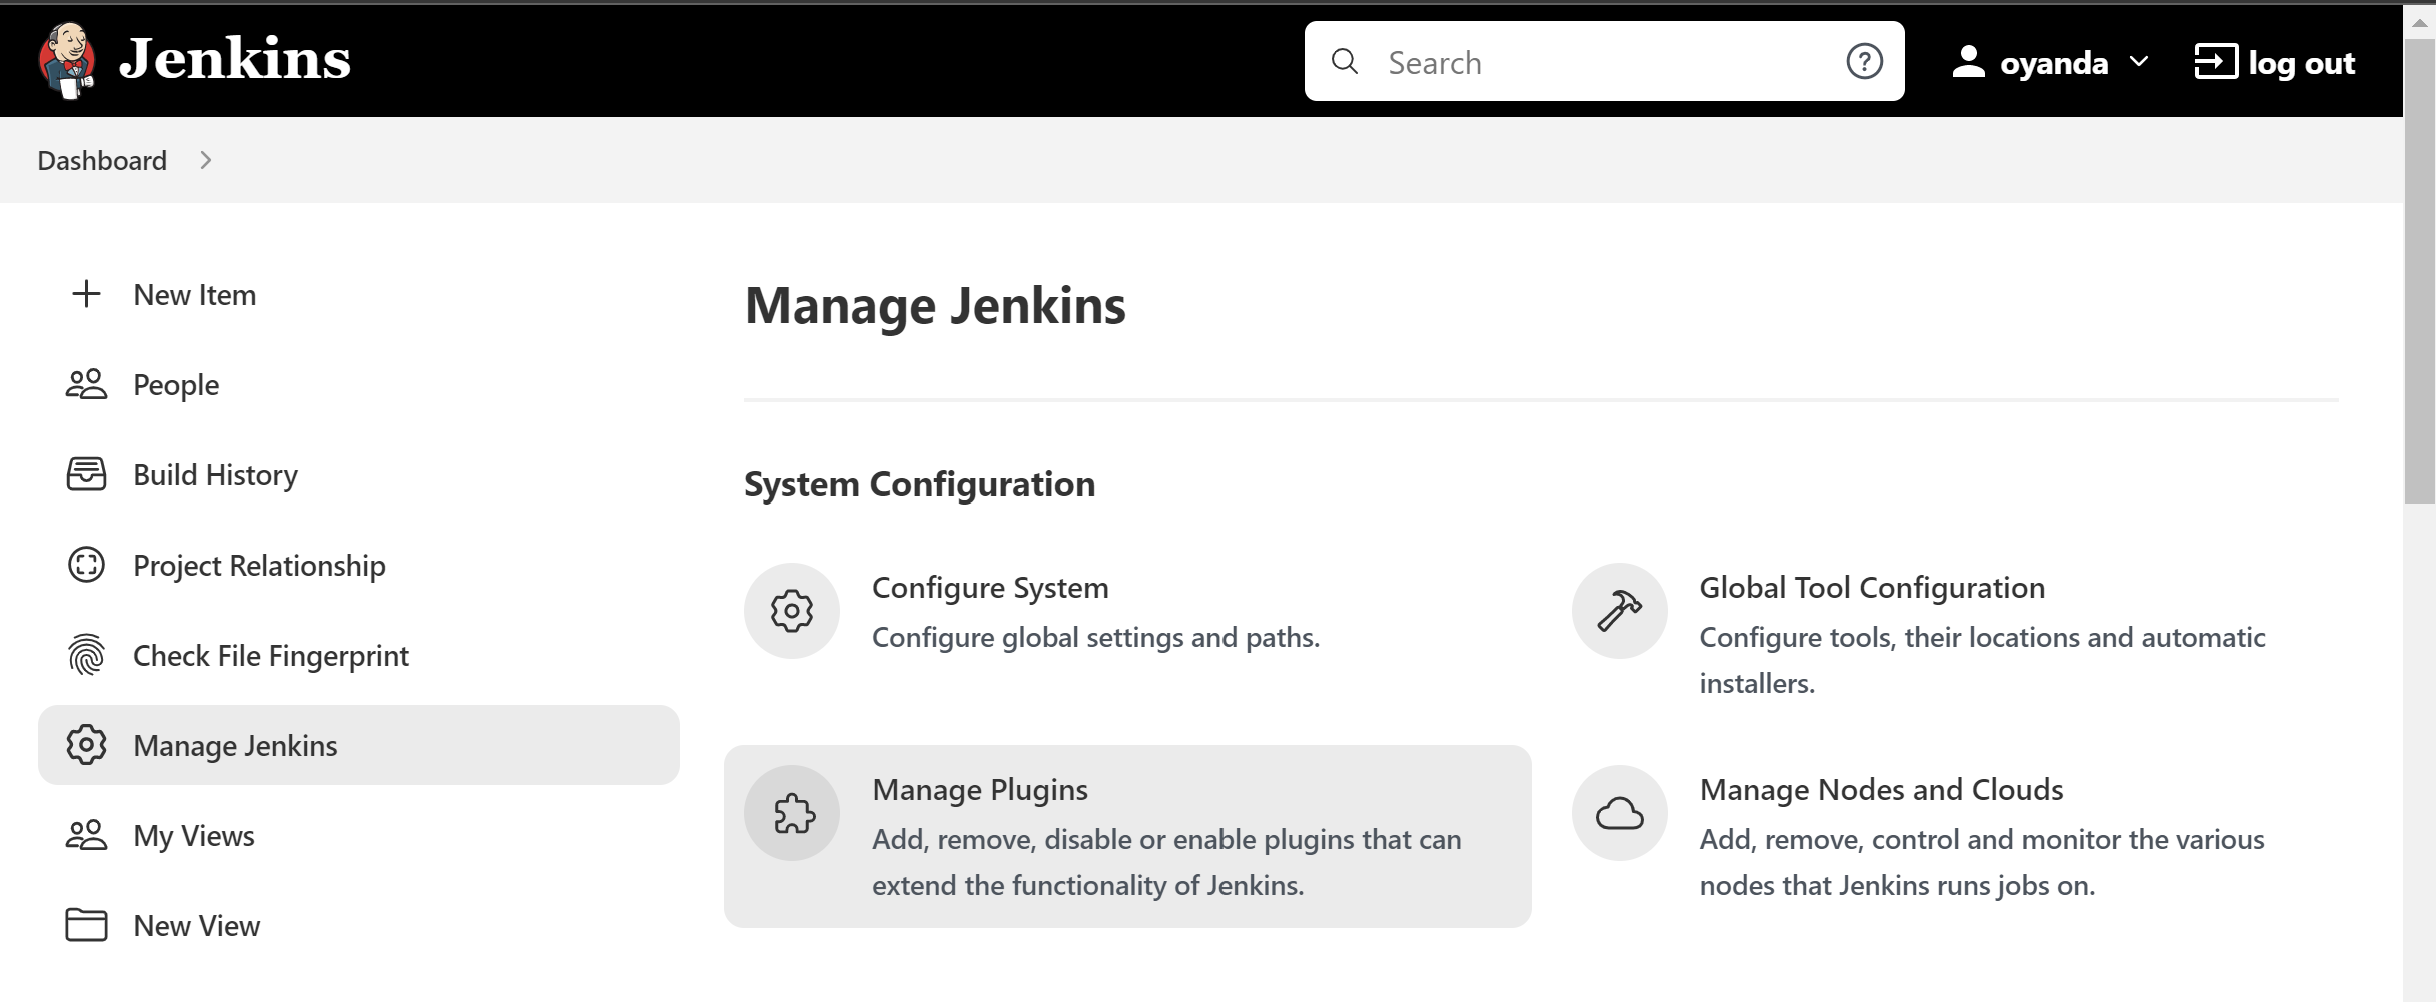 Jenkins
Search
oyanda
log out
Dashboard
New Item
People
Build History
Project Relationship
Check File Fingerprint
Manage Jenkins
My Views
New View
Manage Jenkins
System Configuration
Configure System
Configure global settings and paths.
Global Tool Configuration
Configure tools, their locations and automatic
installers.
Manage Plugins
Add, remove, disable or enable plugins that can
extend the functionality of Jenkins.
Manage Nodes and Clouds
Add, remove, control and monitor the various
nodes that Jenkins runs jobs on.